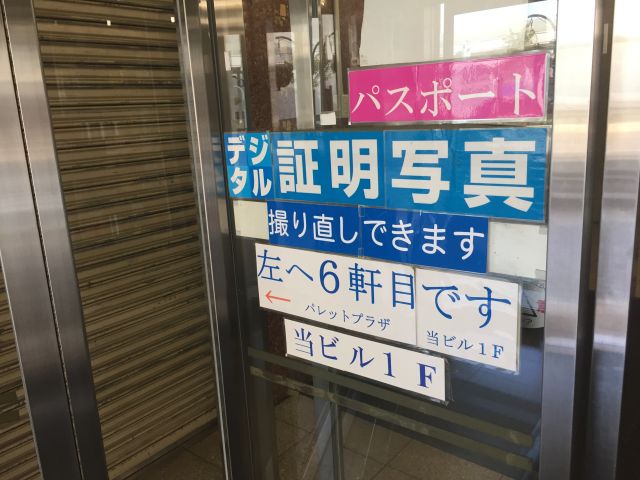 パスポート
デジタル 証明写真
撮り直しできます
左へ6軒目です
← パレットプラザ 当ビル1F
当ビル1F